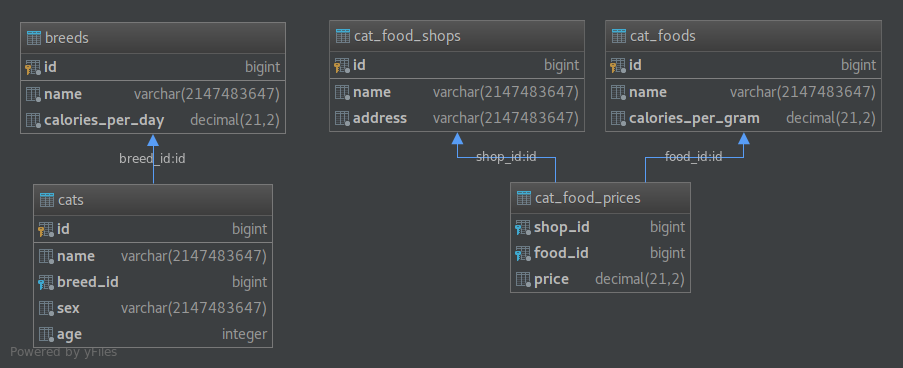 breeds
id bigint
name varchar(2147483647)
calories_per_day decimal(21,2)
cat_food_shops
id bigint
name varchar(2147483647)
address varchar(2147483647)
cat_foods
id bigint
name varchar(2147483647)
calories_per_gram decimal(21,2)
breed_id:id
shop_id:id
food_id:id
cats
id bigint
name varchar(2147483647)
breed_id bigint
sex varchar(2147483647)
age integer
cat_food_prices
shop_id bigint
food_id bigint
price decimal(21,2)
Powered by yFiles